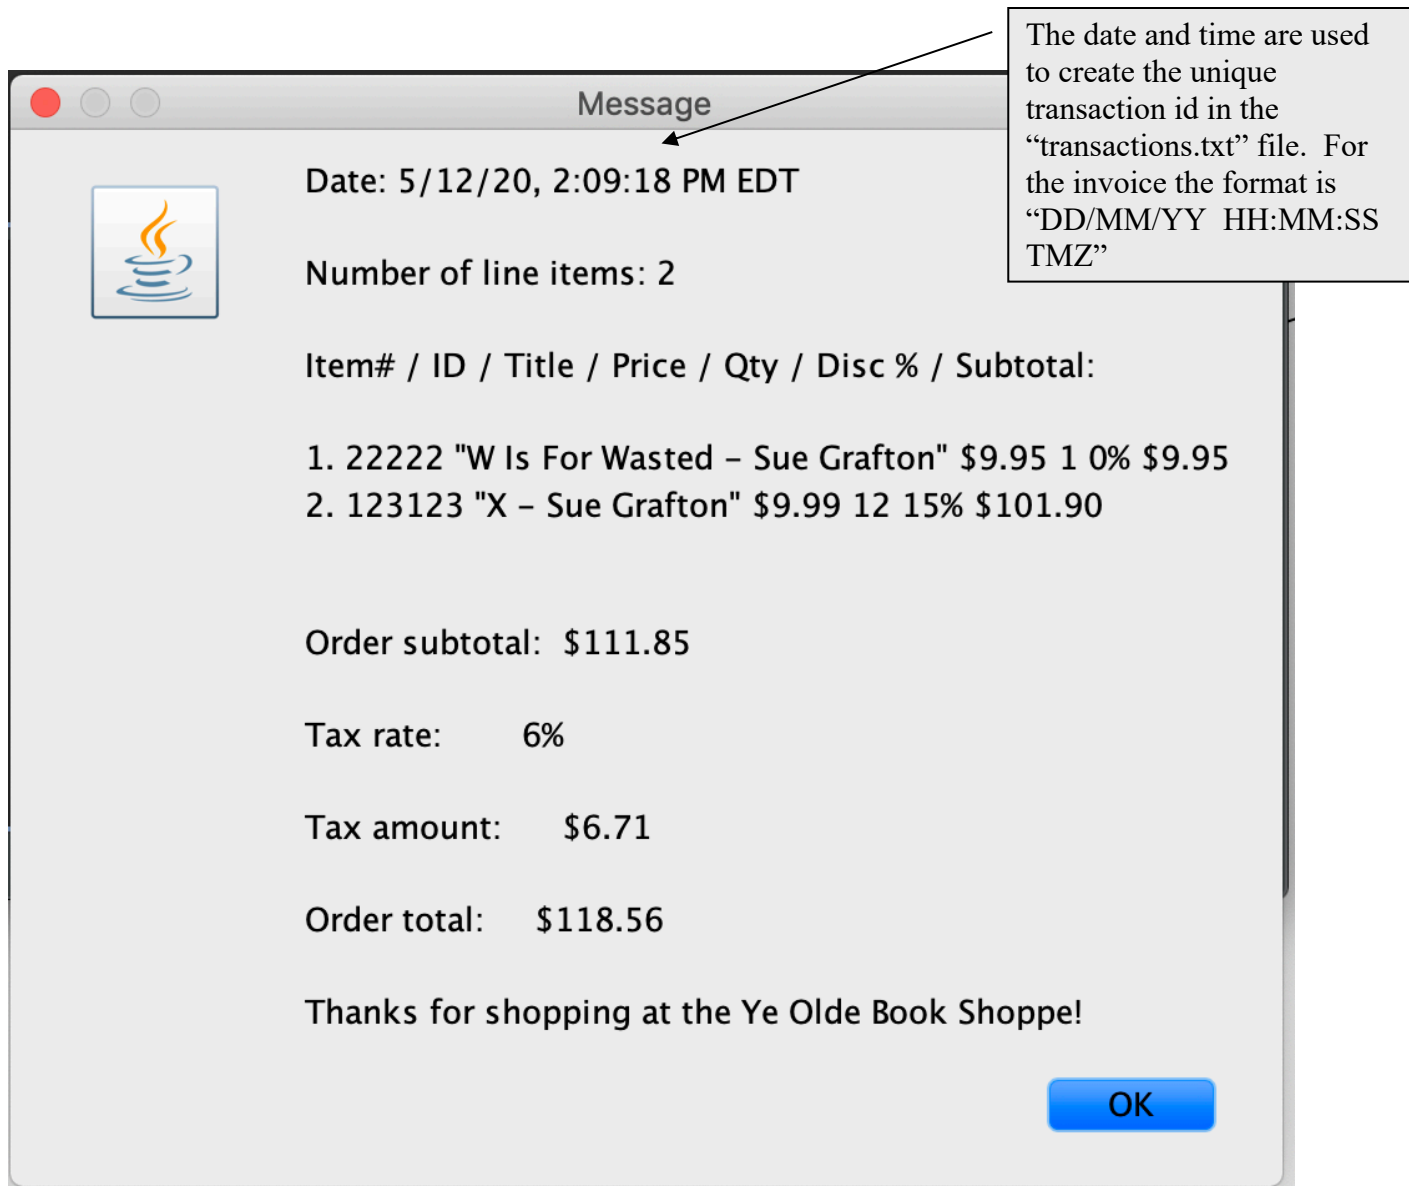 The date and time are used
to create the unique
transaction id in the
“transactions.txt” file.  For
the invoice the format is
“DD/MM/YY  HH:MM:SS
TMZ”
Message
Date: 5/12/20, 2:09:18 PM EDT
Number of line items: 2
Item# / ID / Title / Price / Qty / Disc % / Subtotal:
1. 22222 "W Is For Wasted – Sue Grafton" $9.95 1 0% $9.95
2. 123123 "X – Sue Grafton" $9.99 12 15% $101.90
Order subtotal:  $111.85
Tax rate:  6%
Tax amount:  $6.71
Order total:  $118.56
Thanks for shopping at the Ye Olde Book Shoppe!
OK